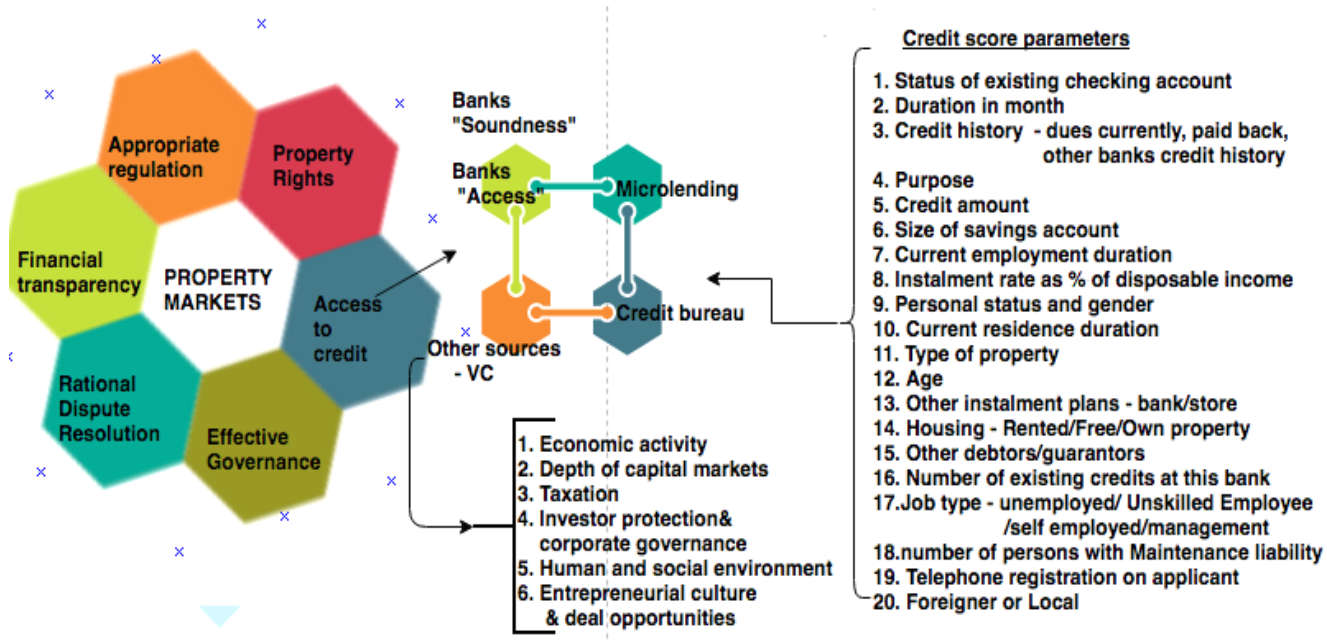 Appropriate
regulation
Property
Rights
Financial
transparency
PROPERTY
MARKETS
Access
to
credit
Rational
Dispute
Resolution
Effective
Governance
Banks
"Soundness"
Banks
"Access"
Microlending
Credit bureau
Other sources
- VC
1. Economic activity
2. Depth of capital markets
3. Taxation
4. Investor protection&
corporate governance
5. Human and social environment
6. Entrepreneurial culture
& deal opportunities
Credit score parameters
1. Status of existing checking account
2. Duration in month
3. Credit history - dues currently, paid back,
other banks credit history
4. Purpose
5. Credit amount
6. Size of savings account
7. Current employment duration
8. Instalment rate as % of disposable income
9. Personal status and gender
10. Current residence duration
11. Type of property
12. Age
13. Other instalment plans - bank/store
14. Housing - Rented/Free/Own property
15. Other debtors/guarantors
16. Number of existing credits at this bank
17.Job type - unemployed/ Unskilled Employee
/self employed/management
18.number of persons with Maintenance liability
19. Telephone registration on applicant
20. Foreigner or Local